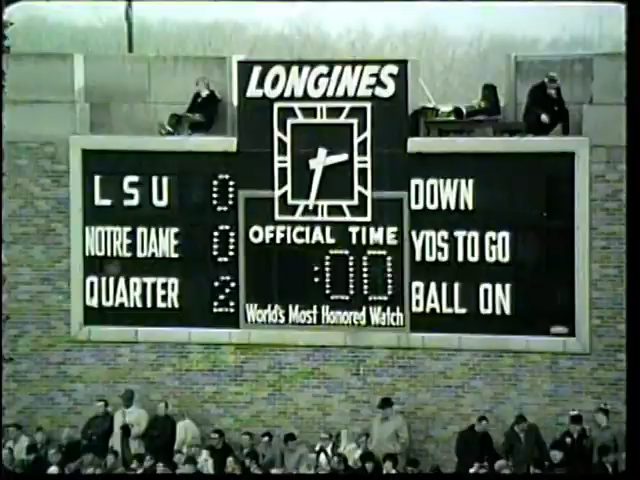 LONGINES
LSU 0
NOTRE DAME 0
QUARTER 2
OFFICIAL TIME
:00
World's Most Honored Watch
DOWN
YDS TO GO
BALL ON